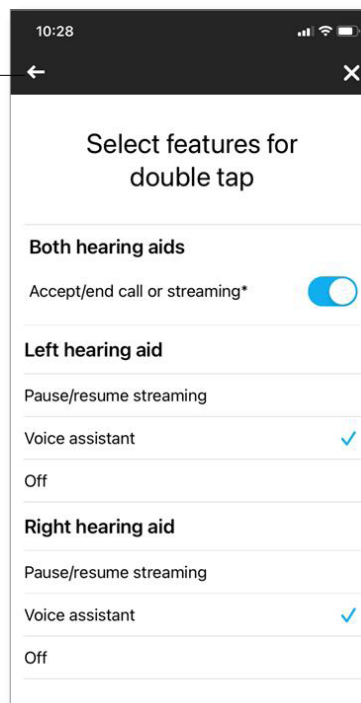 10:28
Select features for
double tap
Both hearing aids
Accept/end call or streaming*
Left hearing aid
Pause/resume streaming
Voice assistant
Off
Right hearing aid
Pause/resume streaming
Voice assistant
Off